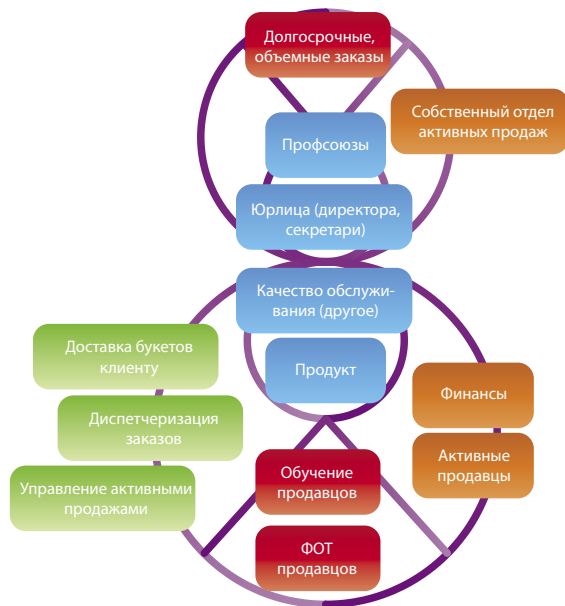 Долгосрочные,
объемные заказы
Собственный отдел
активных продаж
Профсоюзы
Юрлица (директора,
секретари)
Качество обслужи-
вания (другое)
Доставка букетов
клиенту
Продукт
Финансы
Диспетчеризация
заказов
Активные
продавцы
Обучение
продавцов
Управление активными
продажами
ФОТ
продавцов